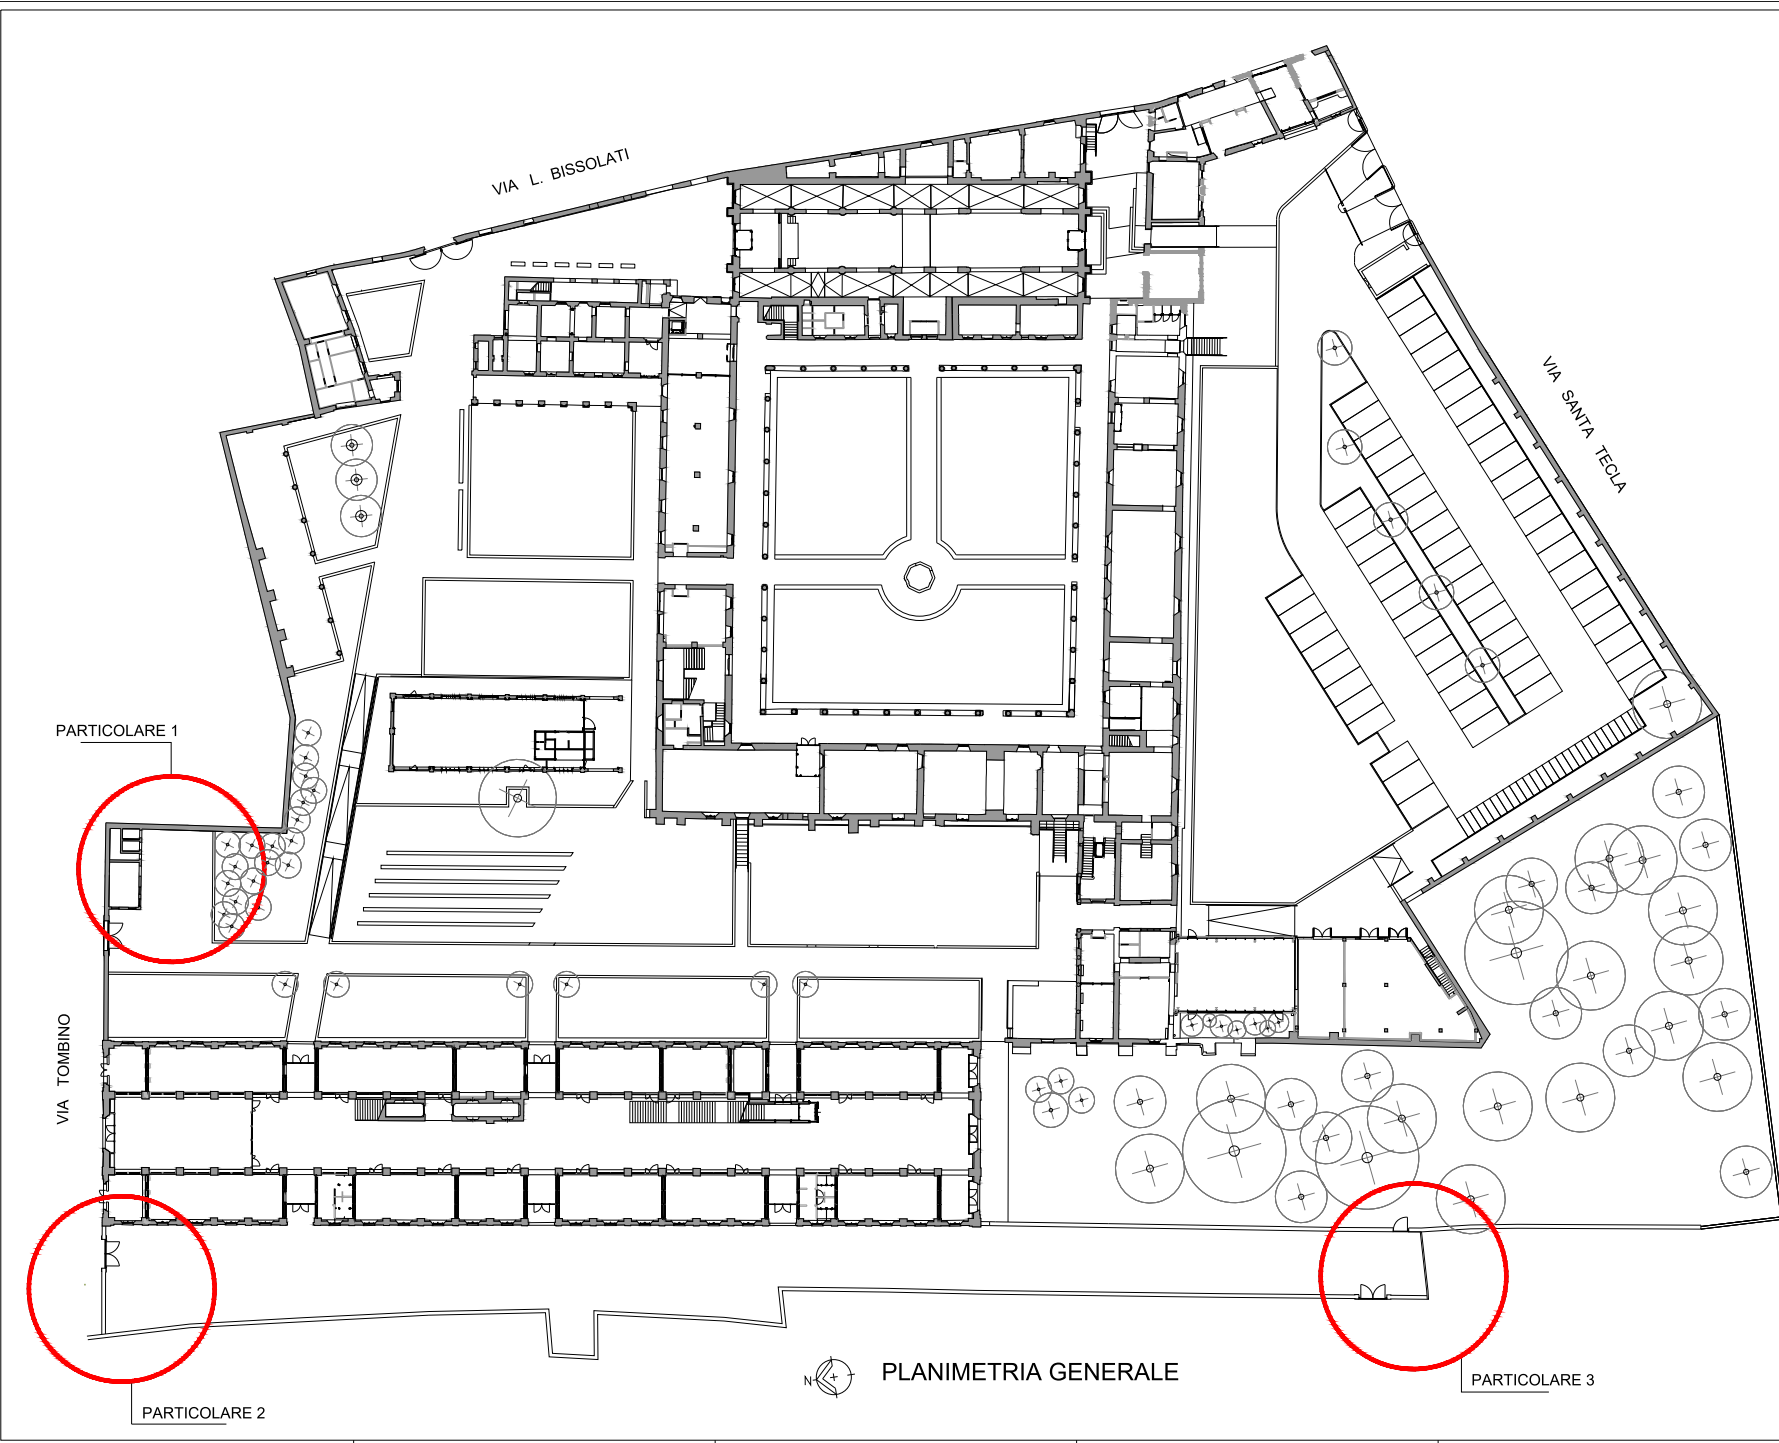 VIA L. BISSOLATI
VIA SANTA TECLA
PARTICOLARE 1
VIA TOMBINO
N
PLANIMETRIA GENERALE
PARTICOLARE 3
PARTICOLARE 2